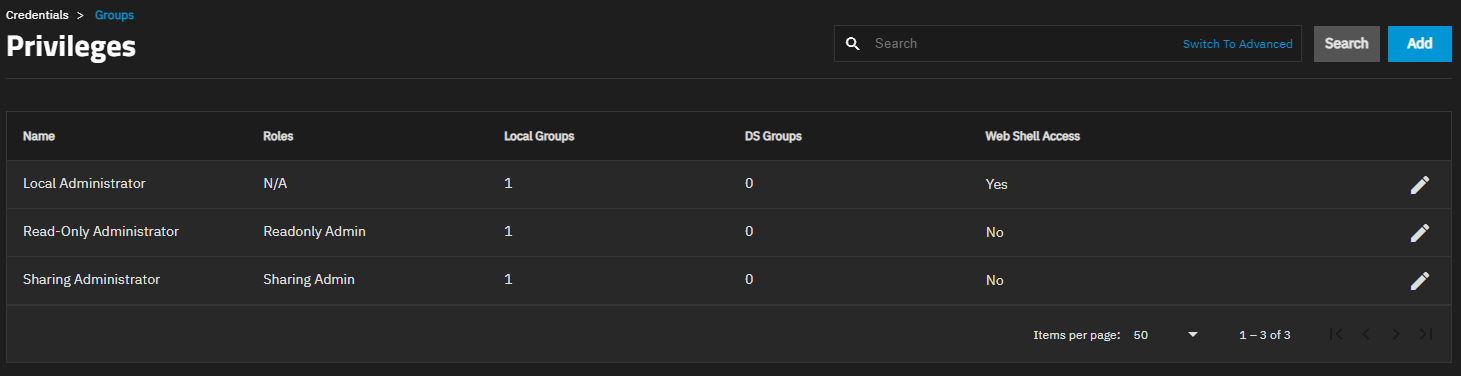 Credentials > Groups
Privileges
Search Switch To Advanced Search Add
Name Roles Local Groups DS Groups Web Shell Access
Local Administrator N/A 1 0 Yes
Read-Only Administrator Readonly Admin 1 0 No
Sharing Administrator Sharing Admin 1 0 No
Items per page: 50 1 – 3 of 3